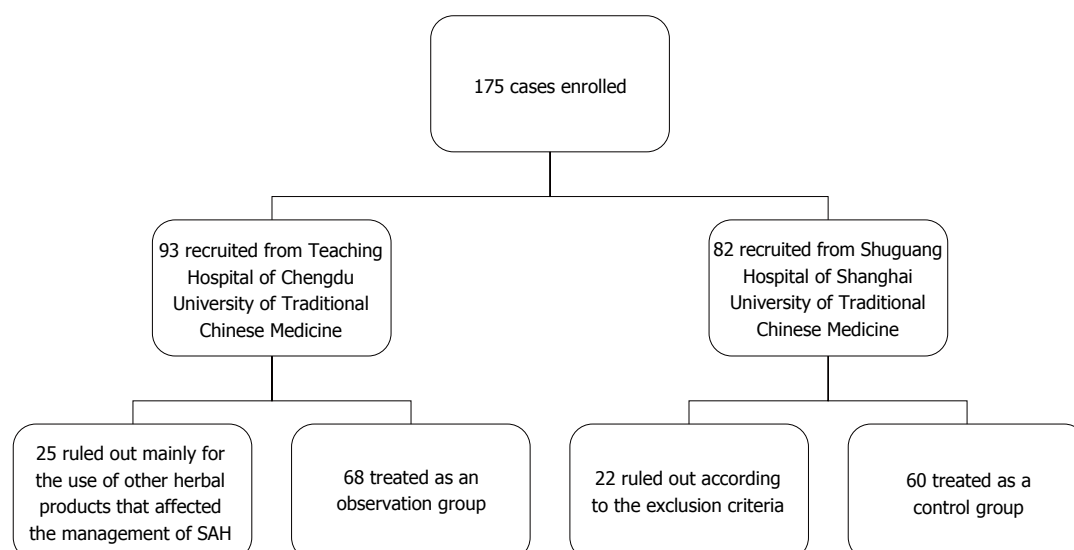 175 cases enrolled
93 recruited from Teaching
Hospital of Chengdu
University of Traditional
Chinese Medicine
82 recruited from Shuguang
Hospital of Shanghai
University of Traditional
Chinese Medicine
25 ruled out mainly for
the use of other herbal
products that affected
the management of SAH
68 treated as an
observation group
22 ruled out according
to the exclusion criteria
60 treated as a
control group